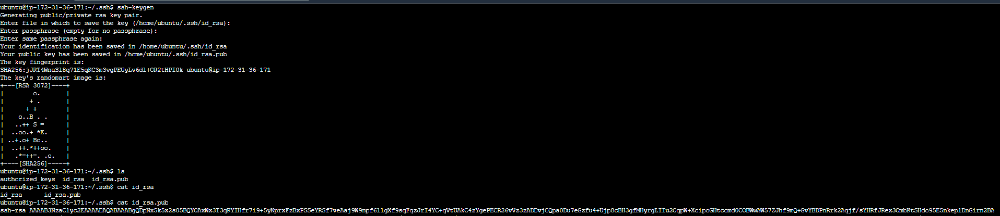 ubuntu@ip-172-31-36-171:~/.ssh$ ssh-keygen
Generating public/private rsa key pair.
Enter file in which to save the key (/home/ubuntu/.ssh/id_rsa):
Enter passphrase (empty for no passphrase):
Enter same passphrase again:
Your identification has been saved in /home/ubuntu/.ssh/id_rsa
Your public key has been saved in /home/ubuntu/.ssh/id_rsa.pub
The key fingerprint is:
SHA256:jJRT4WnaSl8q71E5qKC3m3vgPEUyLv6dl+OR2tHPI0k ubuntu@ip-172-31-36-171
The key's randomart image is:
+---[RSA 3072]----+
|        o.       |
|       + .       |
|      + +        |
|    o..B . .     |
|   ..++ S =      |
|  ..oo.+ *E.     |
| ..+.o+ Bo..     |
|  ..++.*++oo.    |
|   .*=++=. .o.   |
+----[SHA256]-----+
ubuntu@ip-172-31-36-171:~/.ssh$ ls
authorized_keys  id_rsa  id_rsa.pub
ubuntu@ip-172-31-36-171:~/.ssh$ cat id_rsa
id_rsa      id_rsa.pub
ubuntu@ip-172-31-36-171:~/.ssh$ cat id_rsa.pub
ssh-rsa AAAAB3NzaC1yc2EAAAADAQABAAABgQDpNx5k5x2s05BQYOAxWx3T3qRYIHfr7i9+5yNprxFzBxPSSeYRSf7veAaj9W9npf6llgXf9sqFqzJrI4YC+qVtUAkC4zYgePECR26vVz3zADDvjCQpa0Du7eGzfu4+Ujp8cBH3gfMHyrgLIIu2OqpW+XcipoGHtcomd0COBWwAW57ZJhf9mQ+GvYBDPnRrk2Aqjf/sYHRfJRex3OmbKtSHdo95E5nkep1DnGirn2BA